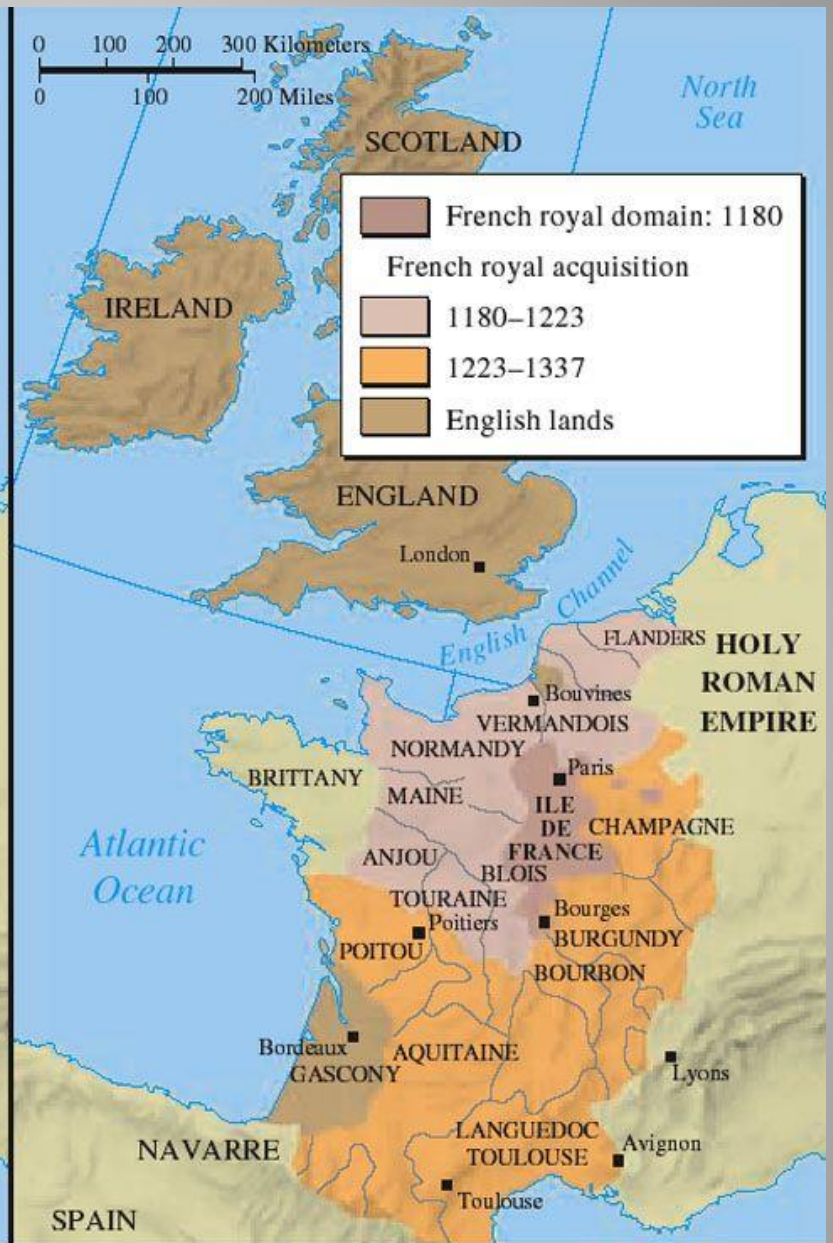 0 100 200 300 Kilometers
0 100 200 Miles
North
Sea
SCOTLAND
French royal domain: 1180
French royal acquisition
1180–1223
1223–1337
English lands
IRELAND
ENGLAND
London
English Channel
FLANDERS
HOLY
ROMAN
EMPIRE
Bouvines
VERMANDOIS
NORMANDY
Paris
BRITTANY
MAINE
ILE
DE
FRANCE
CHAMPAGNE
Atlantic
Ocean
ANJOU
BLOIS
TOURAINE
Poitiers
Bourges
POITOU
BURGUNDY
BOURBON
Bordeaux
GASCONY
AQUITAINE
Lyons
LANGUEDOC
TOULOUSE
Avignon
NAVARRE
Toulouse
SPAIN